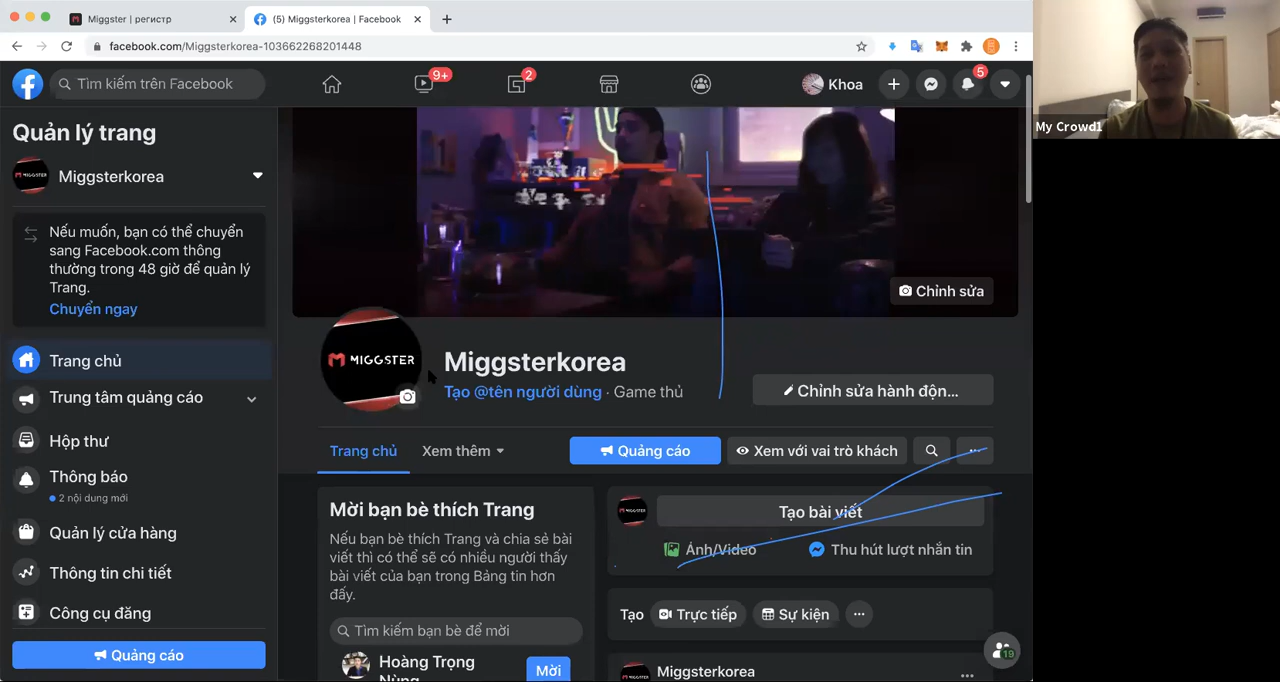 Miggster | регистр
(5) Miggsterkorea | Facebook
facebook.com/Miggsterkorea-103662268201448
Tìm kiếm trên Facebook
9+
2
Khoa
5
My Crowd1
Quản lý trang
Miggsterkorea
Nếu muốn, bạn có thể chuyển
sang Facebook.com thông
thường trong 48 giờ để quản lý
Trang.
Chuyển ngay
Trang chủ
Trung tâm quảng cáo
Hộp thư
Thông báo
2 nội dung mới
Quản lý cửa hàng
Thông tin chi tiết
Công cụ đăng
Quảng cáo
Chỉnh sửa
MIGGSTER
Miggsterkorea
Tạo @tên người dùng · Game thủ
Chỉnh sửa hành độn...
Trang chủ
Xem thêm
Quảng cáo
Xem với vai trò khách
Mời bạn bè thích Trang
Nếu bạn bè thích Trang và chia sẻ bài
viết thì có thể sẽ có nhiều người thấy
bài viết của bạn trong Bảng tin hơn
đấy.
Tìm kiếm bạn bè để mời
Hoàng Trọng
Nùng
Mời
MIGGSTER
Tạo bài viết
Ảnh/Video
Thu hút lượt nhắn tin
Tạo
Trực tiếp
Sự kiện
Miggsterkorea
19